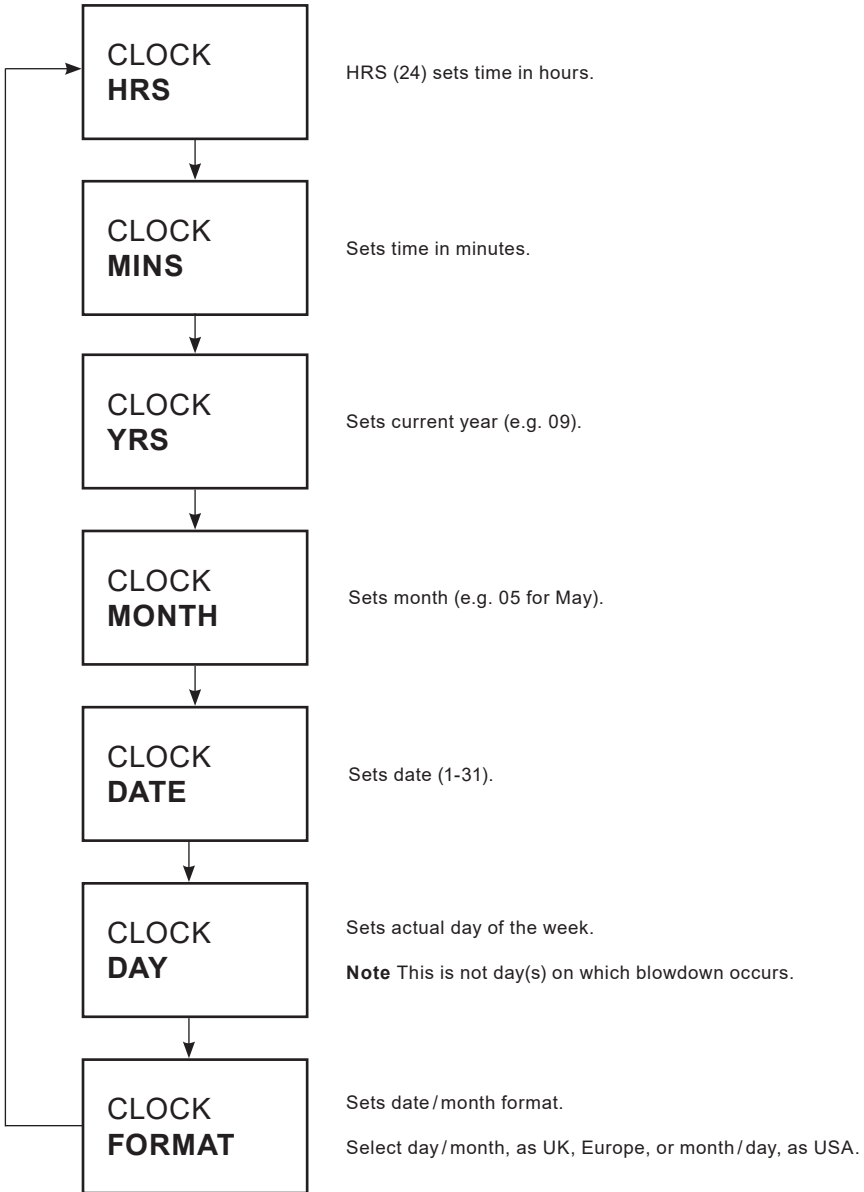 CLOCK
HRS
HRS (24) sets time in hours.
CLOCK
MINS
Sets time in minutes.
CLOCK
YRS
Sets current year (e.g. 09).
CLOCK
MONTH
Sets month (e.g. 05 for May).
CLOCK
DATE
Sets date (1-31).
CLOCK
DAY
Sets actual day of the week.
Note This is not day(s) on which blowdown occurs.
CLOCK
FORMAT
Sets date/month format.
Select day/month, as UK, Europe, or month/day, as USA.